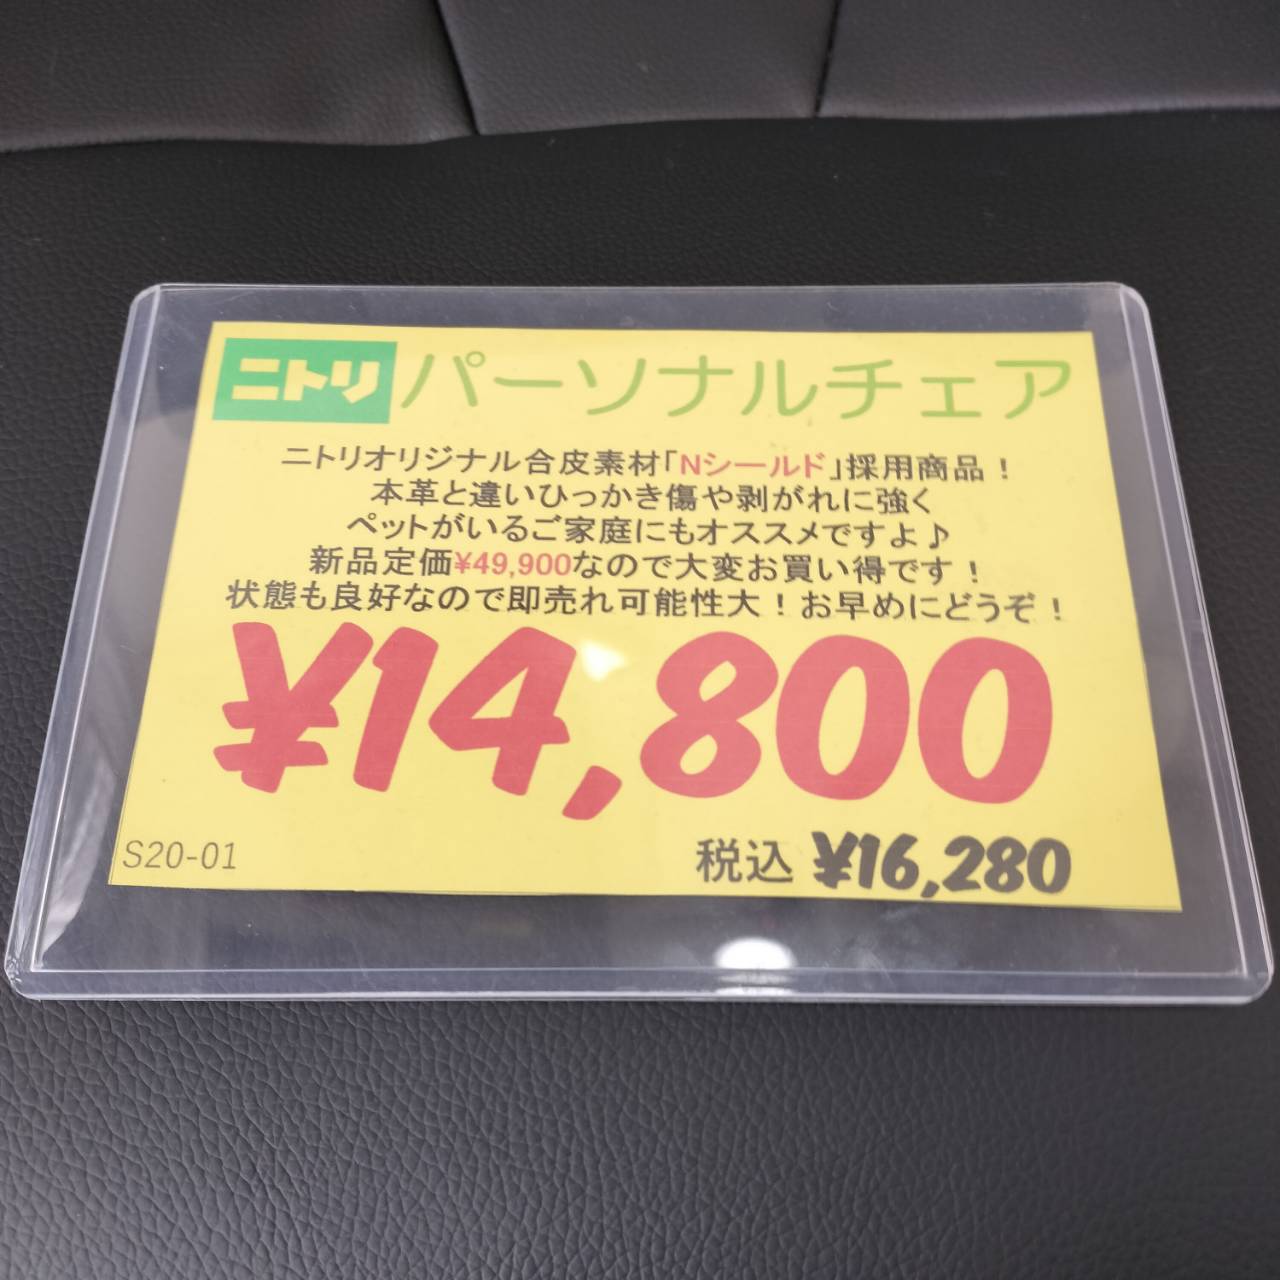 ニトリ パーソナルチェア
ニトリオリジナル合皮素材「Nシールド」採用商品！
本革と違いひっかき傷や剥がれに強く
ペットがいるご家庭にもオススメですよ♪
新品定価¥49,900なので大変お買い得です！
状態も良好なので即売れ可能性大！お早めにどうぞ！
¥14,800
S20-01 税込 ¥16,280